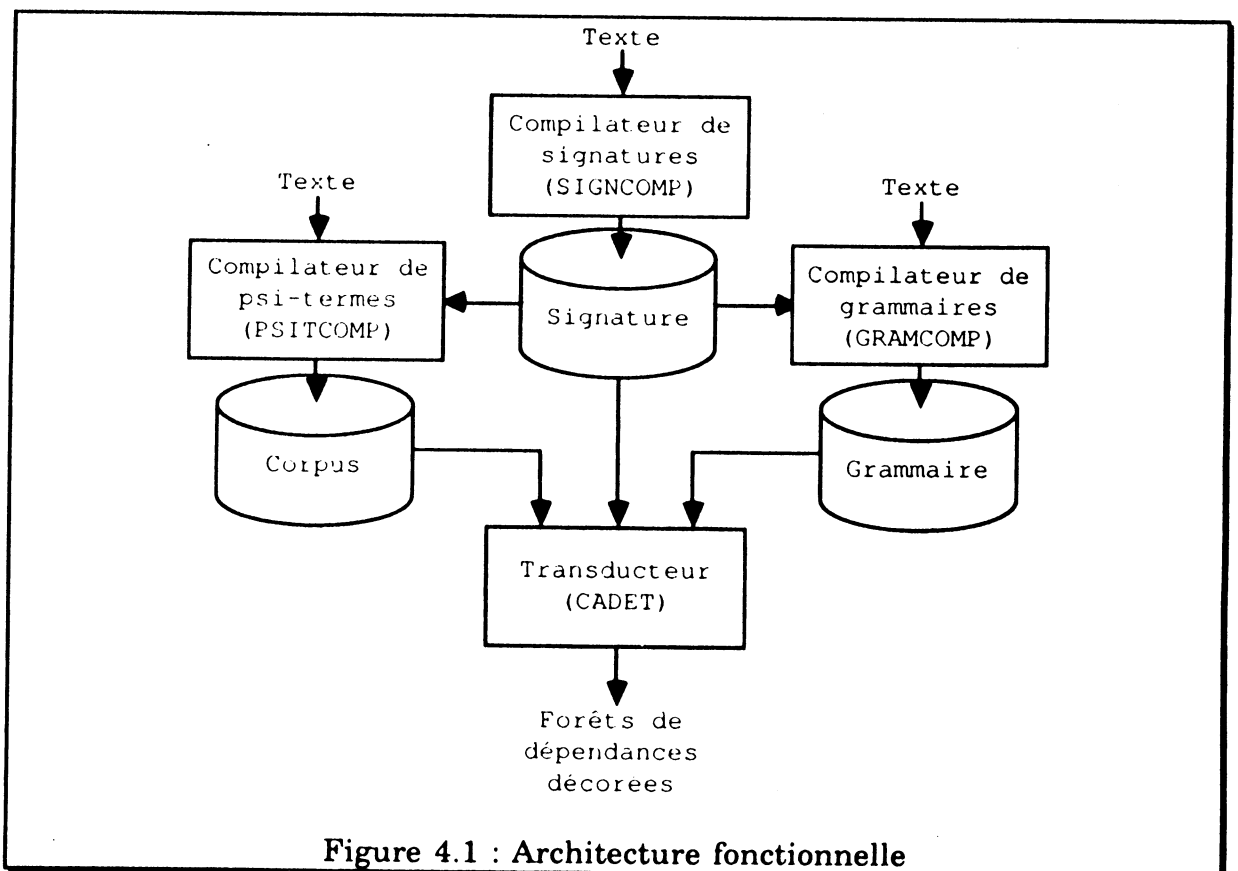 Texte
Compilateur de
signatures
(SIGNCOMP)
Texte
Texte
Compilateur de
psi-termes
(PSITCOMP)
Signature
Compilateur de
grammaires
(GRAMCOMP)
Corpus
Grammaire
Transducteur
(CADET)
Forêts de
dépendances
décorées
Figure 4.1 : Architecture fonctionnelle